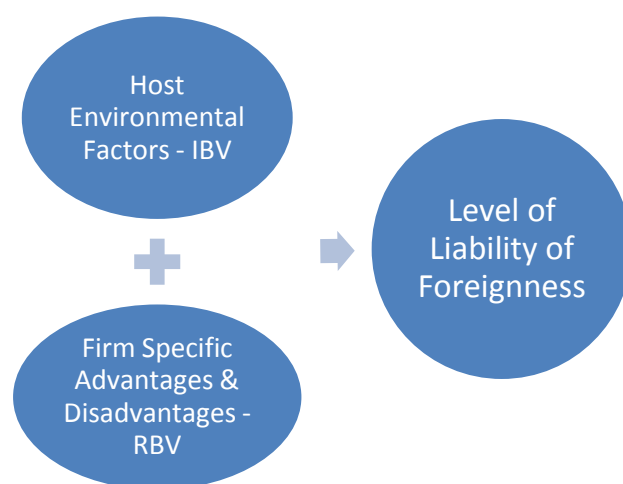 Host
Environmental
Factors - IBV
Firm Specific
Advantages &
Disadvantages -
RBV
Level of
Liability of
Foreignness